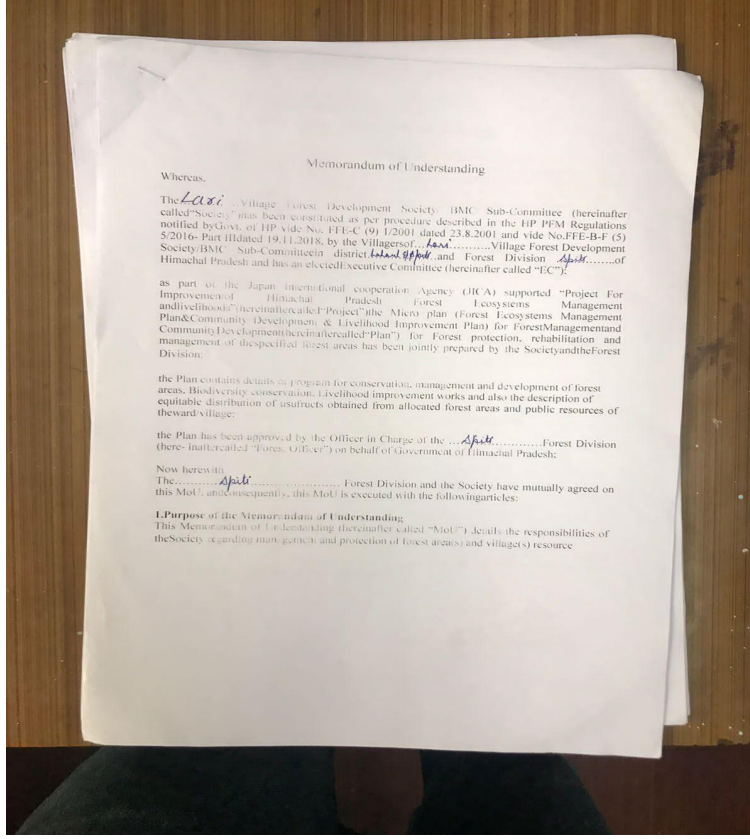 Memorandum of Understanding
Whereas,
The Lari ..Village Forest Development Society/ BMC Sub-Committee (hereinafter
called"Society" has been constituted as per procedure described in the HP PFM Regulations
notified byGovt. of HP vide No. FFE-C (9) 1/2001 dated 23.8.2001 and vide No.FFE-B-F (5)
5/2016- Part IIIdated 19.11.2018, by the Villagersof... Lari ..........Village Forest Development
Society/BMC Sub-Committeein district.Lahaul & Spiti.and Forest Division Spiti........of
Himachal Pradesh and has an electedExecutive Committee (hereinafter called "EC");
as part of the Japan international cooperation Agency (JICA) supported "Project For
Improvementof Himachal Pradesh Forest Ecosystems Management
andlivelihoods"(hereinaftercalled"Project")the Micro plan (Forest Ecosystems Management
Plan&Community Development & Livelihood Improvement Plan) for ForestManagementand
CommunityDevelopment(hereinaftercalled"Plan") for Forest protection, rehabilitation and
management of thespecified forest areas has been jointly prepared by the SocietyandtheForest
Division;
the Plan contains details as program for conservation, management and development of forest
areas, Biodiversity conservation, Livelihood improvement works and also the description of
equitable distribution of usufructs obtained from allocated forest areas and public resources of
theward/village:
the Plan has been approved by the Officer in Charge of the ...Spiti............Forest Division
(here- inaftercalled "Forest Officer") on behalf of Government of Himachal Pradesh;
Now herewith
The............Spiti...................... Forest Division and the Society have mutually agreed on
this MoU, andconsequently, this MoU is executed with the followingarticles:
I.Purpose of the Memorandum of Understanding
This Memorandum of Understanding (hereinafter called "MoU") details the responsibilities of
theSociety regarding management and protection of forest area(s) and village(s) resource